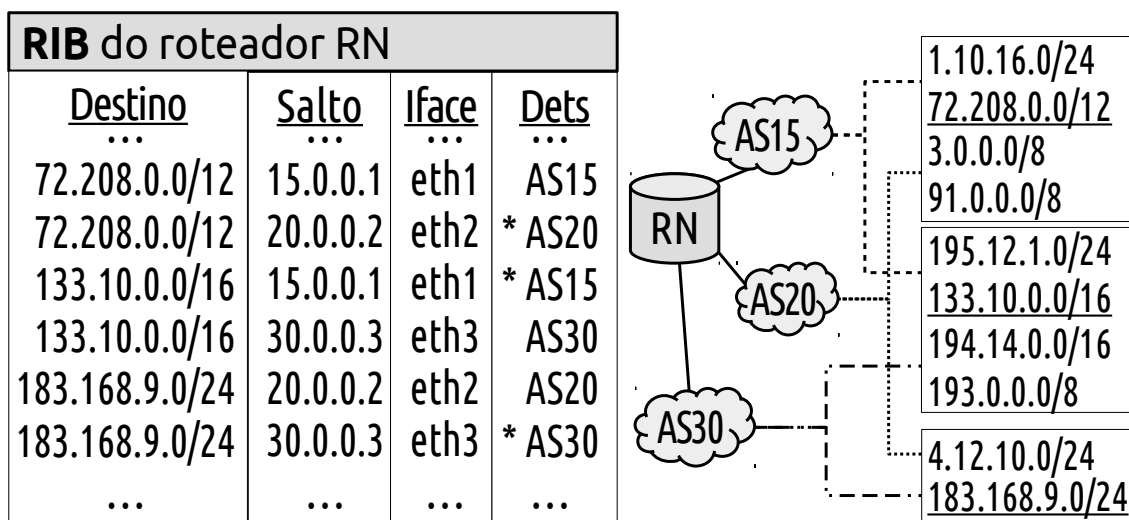 RIB do roteador RN
Destino Salto Iface Dets
... ... ... ...
72.208.0.0/12 15.0.0.1 eth1 AS15
72.208.0.0/12 20.0.0.2 eth2 * AS20
133.10.0.0/16 15.0.0.1 eth1 * AS15
133.10.0.0/16 30.0.0.3 eth3 AS30
183.168.9.0/24 20.0.0.2 eth2 AS20
183.168.9.0/24 30.0.0.3 eth3 * AS30
... ... ... ...
RN
AS15
AS20
AS30
1.10.16.0/24
72.208.0.0/12
3.0.0.0/8
91.0.0.0/8
195.12.1.0/24
133.10.0.0/16
194.14.0.0/16
193.0.0.0/8
4.12.10.0/24
183.168.9.0/24